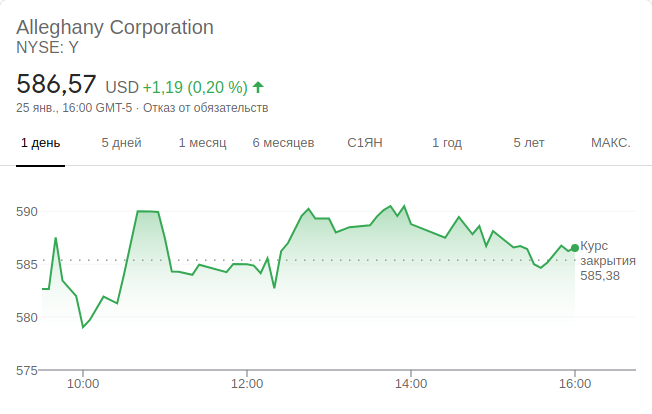 Alleghany Corporation
NYSE: Y
586,57 USD +1,19 (0,20 %)
25 янв., 16:00 GMT-5 · Отказ от обязательств
1 день 5 дней 1 месяц 6 месяцев С1ЯН 1 год 5 лет МАКС.
590
585
580
575
Курс
закрытия
585,38
10:00 12:00 14:00 16:00